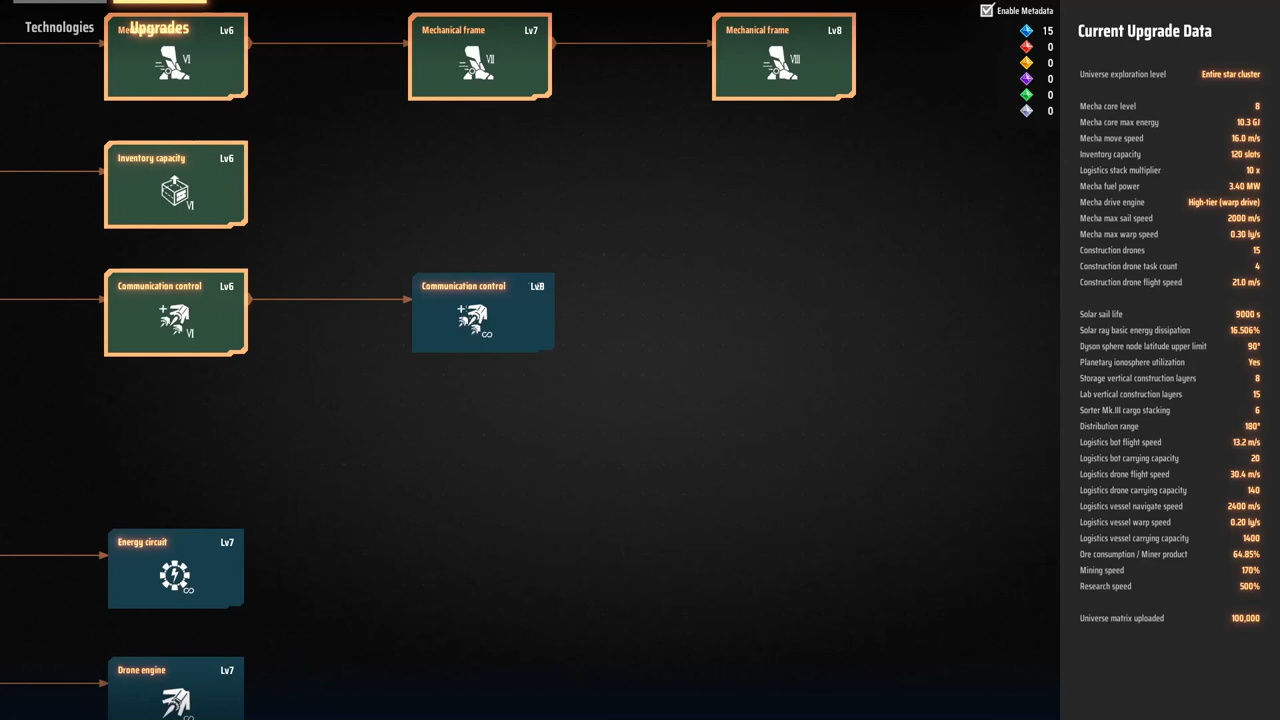 Technologies
Upgrades
Lv6
Mechanical frame Lv7
Mechanical frame Lv8
VI
VII
VIII
Inventory capacity Lv6
VI
Communication control Lv6
VI
Communication control Lv8
∞
Energy circuit Lv7
∞
Drone engine Lv7
∞
Enable Metadata
15
0
0
0
0
0
Current Upgrade Data
Universe exploration level Entire star cluster
Mecha core level 8
Mecha core max energy 10.3 GJ
Mecha move speed 16.0 m/s
Inventory capacity 120 slots
Logistics stack multiplier 10 x
Mecha fuel power 3.40 MW
Mecha drive engine High-tier (warp drive)
Mecha max sail speed 2000 m/s
Mecha max warp speed 0.30 ly/s
Construction drones 15
Construction drone task count 4
Construction drone flight speed 21.0 m/s
Solar sail life 9000 s
Solar ray basic energy dissipation 16.506%
Dyson sphere node latitude upper limit 90°
Planetary ionosphere utilization Yes
Storage vertical construction layers 8
Lab vertical construction layers 15
Sorter Mk.III cargo stacking 6
Distribution range 180°
Logistics bot flight speed 13.2 m/s
Logistics bot carrying capacity 20
Logistics drone flight speed 30.4 m/s
Logistics drone carrying capacity 140
Logistics vessel navigate speed 2400 m/s
Logistics vessel warp speed 0.20 ly/s
Logistics vessel carrying capacity 1400
Ore consumption / Miner product 64.85%
Mining speed 170%
Research speed 500%
Universe matrix uploaded 100,000